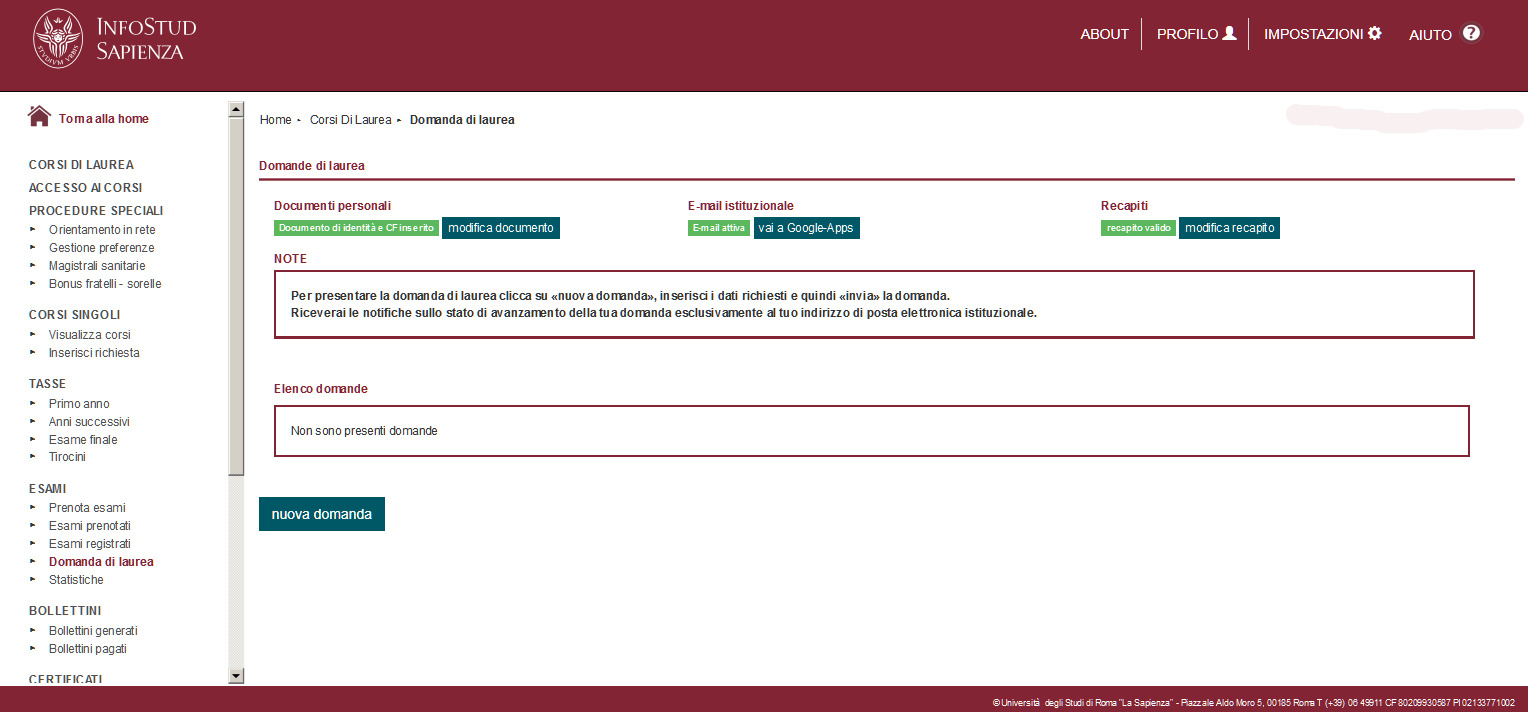 INFOSTUD
SAPIENZA
STVDIVM VRBIS
ABOUT
PROFILO
IMPOSTAZIONI
AIUTO ?
Torna alla home
CORSI DI LAUREA
ACCESSO AI CORSI
PROCEDURE SPECIALI
Orientamento in rete
Gestione preferenze
Magistrali sanitarie
Bonus fratelli - sorelle
CORSI SINGOLI
Visualizza corsi
Inserisci richiesta
TASSE
Primo anno
Anni successivi
Esame finale
Tirocini
ESAMI
Prenota esami
Esami prenotati
Esami registrati
Domanda di laurea
Statistiche
BOLLETTINI
Bollettini generati
Bollettini pagati
CERTIFICATI
Home Corsi Di Laurea Domanda di laurea
Domande di laurea
Documenti personali
Documento di identità e CF inserito modifica documento
E-mail istituzionale
E-mail attiva vai a Google-Apps
Recapiti
recapito valido modifica recapito
NOTE
Per presentare la domanda di laurea clicca su «nuova domanda», inserisci i dati richiesti e quindi «invia» la domanda.
Riceverai le notifiche sullo stato di avanzamento della tua domanda esclusivamente al tuo indirizzo di posta elettronica istituzionale.
Elenco domande
Non sono presenti domande
nuova domanda
© Università degli Studi di Roma "La Sapienza" - Piazzale Aldo Moro 5, 00185 Roma T (+39) 06 49911 CF 80209930587 PI 02133771002